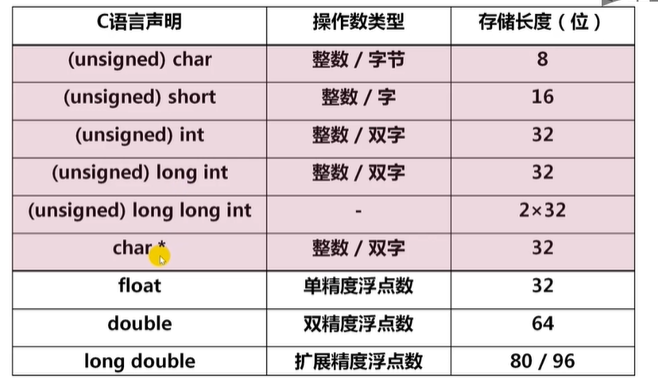 C语言声明 操作数类型 存储长度（位）
(unsigned) char 整数 / 字节 8
(unsigned) short 整数 / 字 16
(unsigned) int 整数 / 双字 32
(unsigned) long int 整数 / 双字 32
(unsigned) long long int - 2×32
char * 整数 / 双字 32
float 单精度浮点数 32
double 双精度浮点数 64
long double 扩展精度浮点数 80 / 96